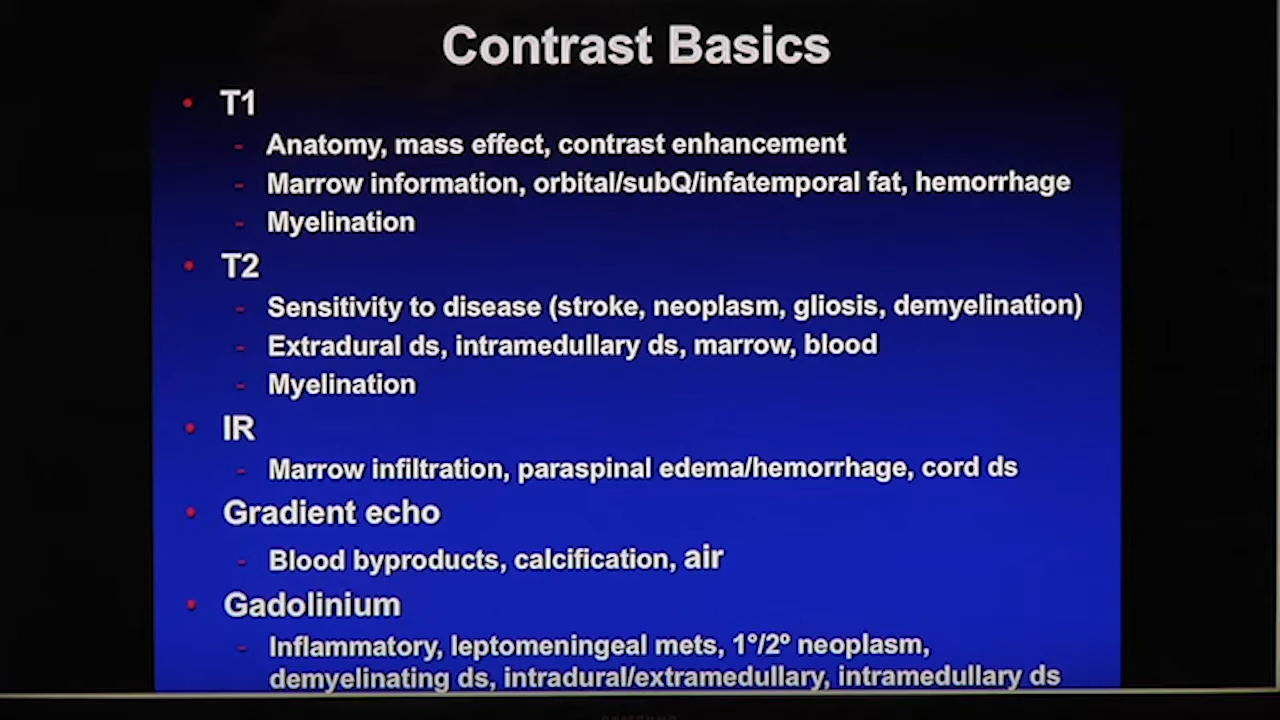 Contrast Basics
• T1
- Anatomy, mass effect, contrast enhancement
- Marrow information, orbital/subQ/infatemporal fat, hemorrhage
- Myelination
• T2
- Sensitivity to disease (stroke, neoplasm, gliosis, demyelination)
- Extradural ds, intramedullary ds, marrow, blood
- Myelination
• IR
- Marrow infiltration, paraspinal edema/hemorrhage, cord ds
• Gradient echo
- Blood byproducts, calcification, air
• Gadolinium
- Inflammatory, leptomeningeal mets, 1°/2º neoplasm,
demyelinating ds, intradural/extramedullary, intramedullary ds
SAMSUNG